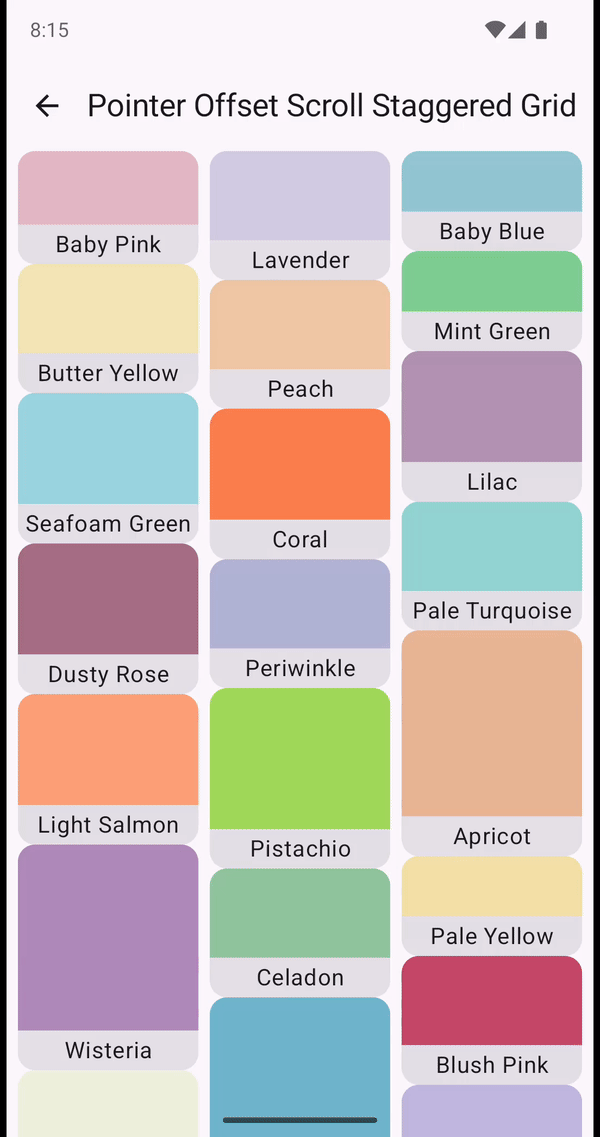 8:15
Pointer Offset Scroll Staggered Grid
Baby Pink
Lavender
Baby Blue
Butter Yellow
Peach
Mint Green
Seafoam Green
Coral
Lilac
Dusty Rose
Periwinkle
Pale Turquoise
Light Salmon
Pistachio
Apricot
Wisteria
Celadon
Pale Yellow
Blush Pink